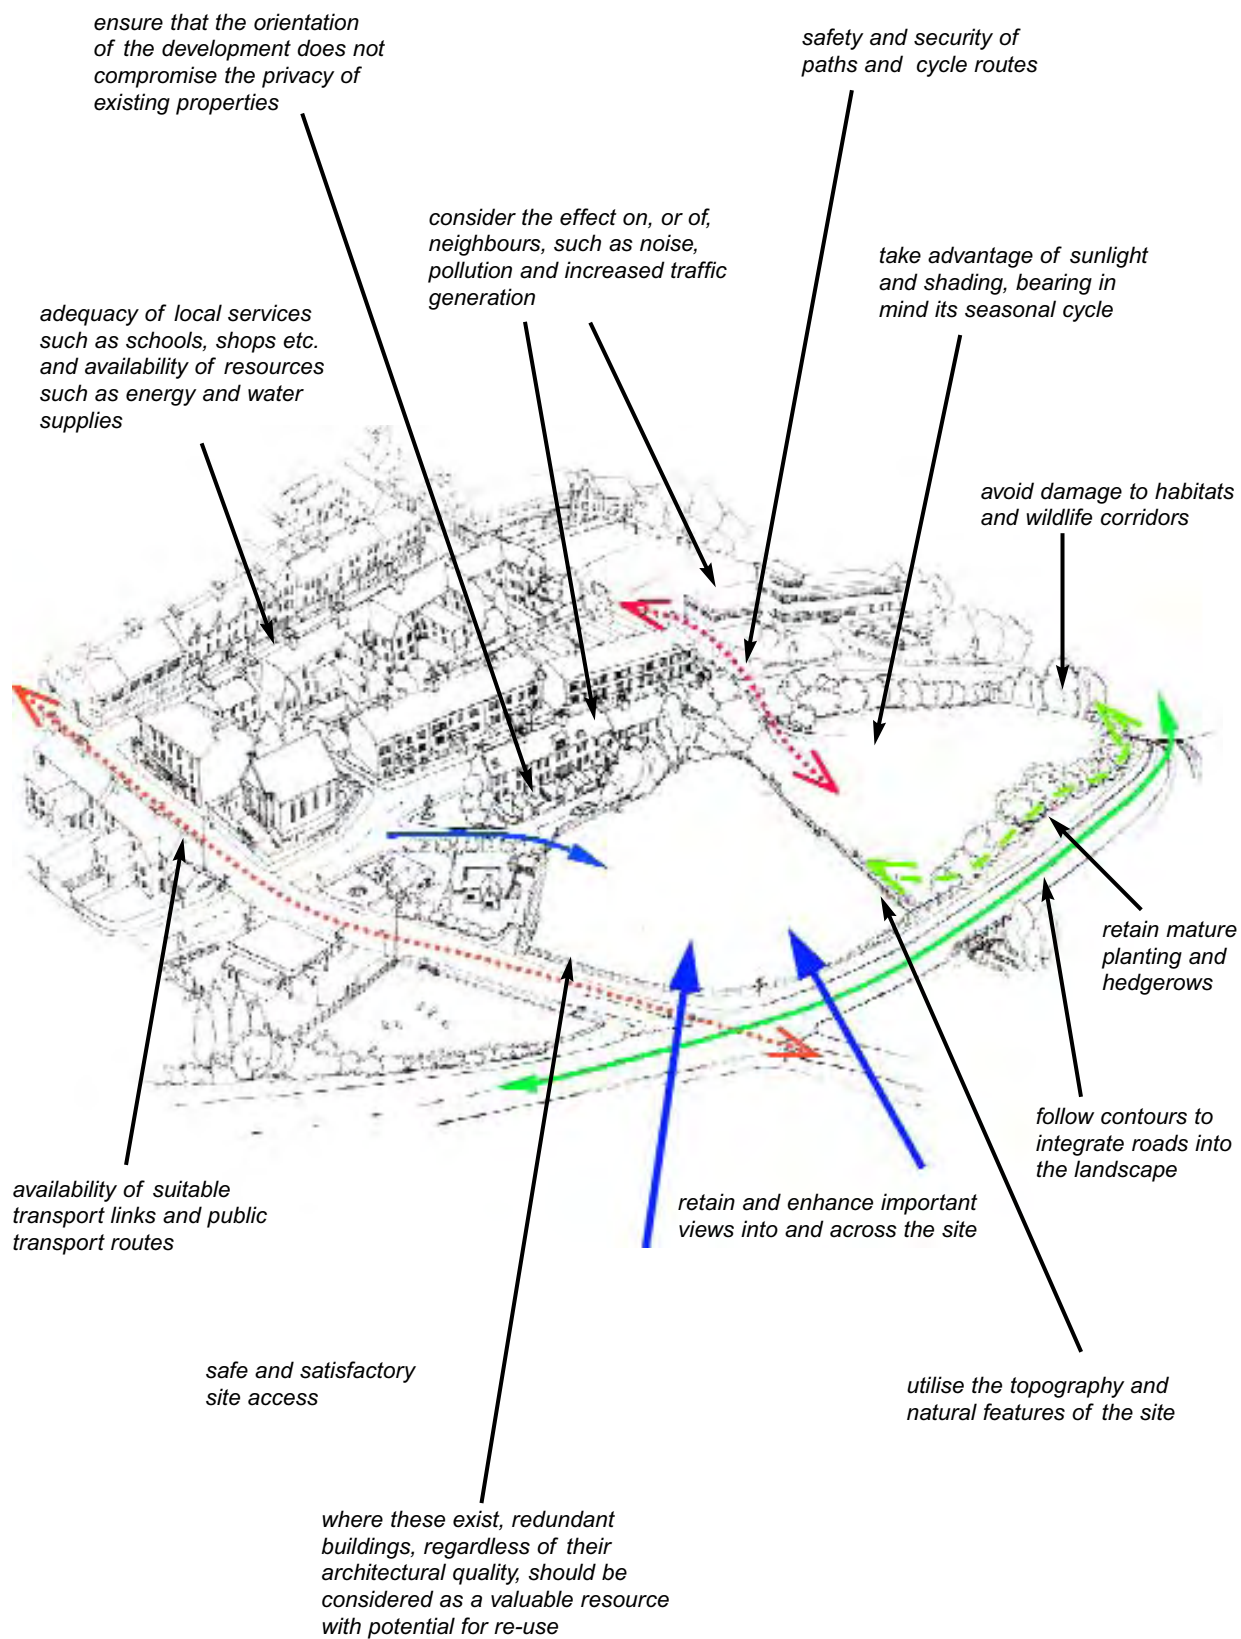 ensure that the orientation
of the development does not
compromise the privacy of
existing properties
safety and security of
paths and cycle routes
consider the effect on, or of,
neighbours, such as noise,
pollution and increased traffic
generation
take advantage of sunlight
and shading, bearing in
mind its seasonal cycle
adequacy of local services
such as schools, shops etc.
and availability of resources
such as energy and water
supplies
avoid damage to habitats
and wildlife corridors
retain mature
planting and
hedgerows
follow contours to
integrate roads into
the landscape
availability of suitable
transport links and public
transport routes
retain and enhance important
views into and across the site
safe and satisfactory
site access
utilise the topography and
natural features of the site
where these exist, redundant
buildings, regardless of their
architectural quality, should be
considered as a valuable resource
with potential for re-use